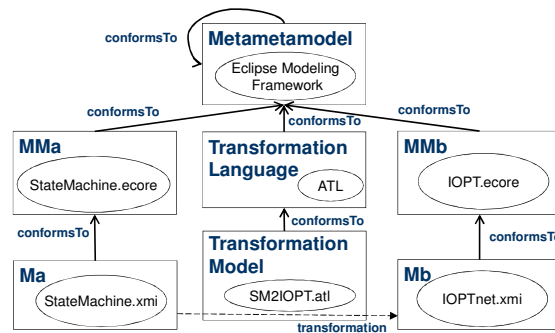 Metametamodel
conformsTo
Eclipse Modeling
Framework
conformsTo
conformsTo
conformsTo
MMa
StateMachine.ecore
Transformation
Language
ATL
MMb
IOPT.ecore
conformsTo
conformsTo
conformsTo
Ma
StateMachine.xmi
Transformation
Model
SM2IOPT.atl
Mb
IOPTnet.xmi
transformation